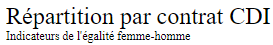 Répartition par contrat CDI
Indicateurs de l'égalité femme-homme